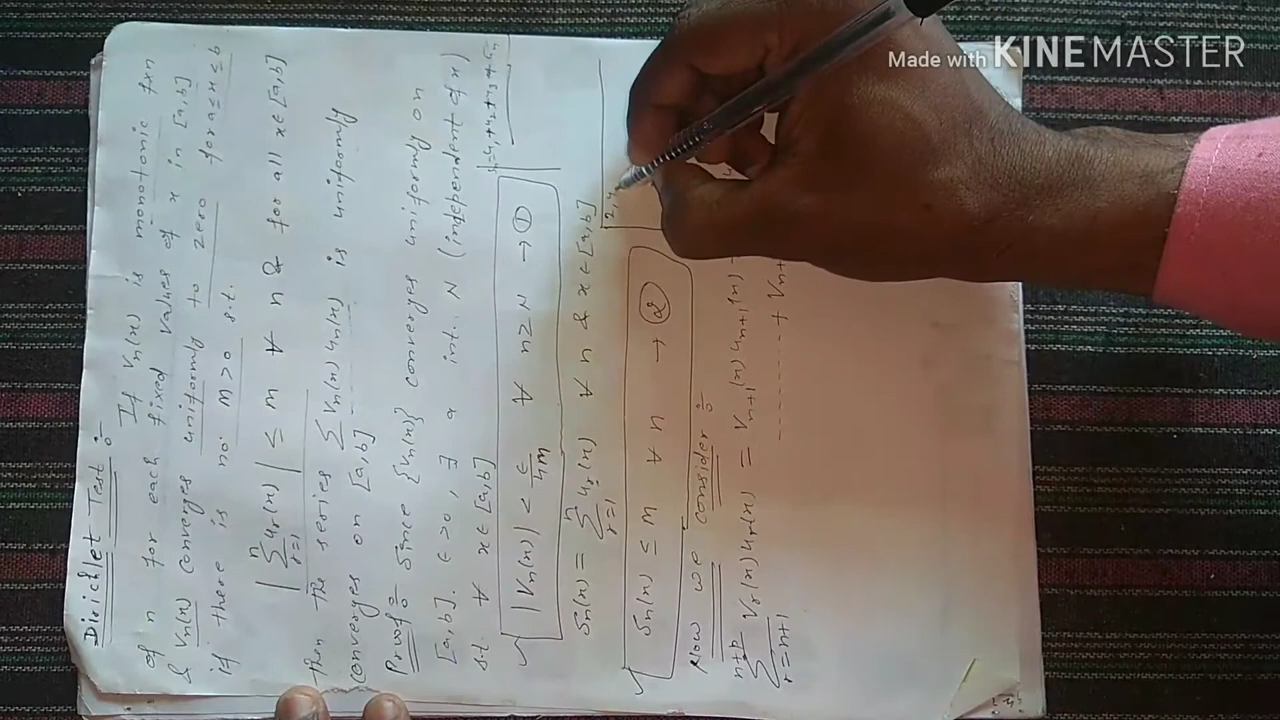 Dirichlet Test :-
If Vn(x) is monotonic fxn
of n for each fixed values of x in [a,b]
& Vn(x) converges uniformly to zero for a ≤ x ≤ b
if there is no: M > 0 s.t.
| n Σ r=1 ur(x) | ≤ M ∀ n & for all x ∈ [a,b]
Then the series Σ Vn(x) un(x) is uniformly
converges on [a,b]
Proof :- Since {Vn(x)} converges uniformly on
[a,b]. ∈ > 0, ∃ a int.. N (independent of x)
s.t. ∀ x ∈ [a,b]
|Vn(x)| < ∈/4M ∀ n ≥ N → ①
Sn(x) = n Σ r=1 ur(x) ∀ n & x ∈ [a,b]
Sn(x) ≤ M ∀ n → ②
Now we consider :-
n+p Σ r=n+1 Vr(x) ur(x) = Vn+1(x) un+1(x) +
------- + Vn+
Made with KINEMASTER